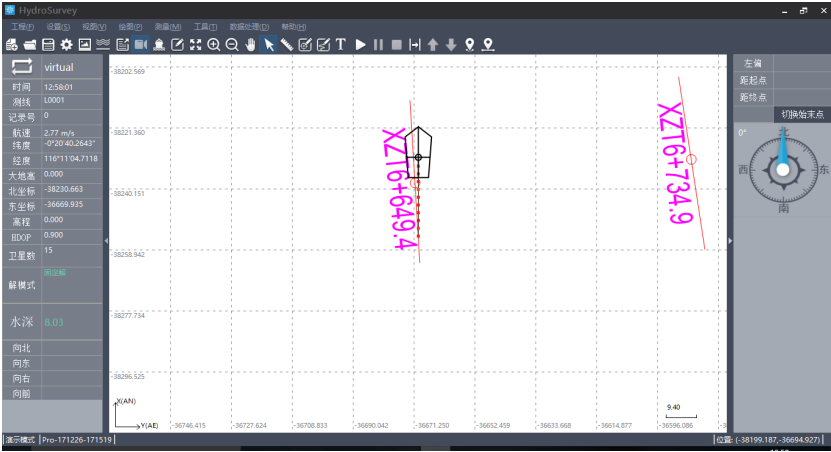 HydroSurvey
工程(F) 设置(S) 视图(V) 绘图(P) 测量(M) 工具(T) 数据处理(D) 帮助(H)
virtual
时间 12:58:01
测线 L0001
记录号 0
航速 2.77 m/s
纬度 -0°20'40.2643"
经度 116°11'04.7118
大地高 0.000
北坐标 -38230.663
东坐标 -36669.935
高程 0.000
HDOP 0.900
卫星数 15
解模式 固定解
水深 8.03
向北
向东
向右
向前
-38202.569
-38221.360
-38240.151
-38258.942
-38277.734
-38296.525
XZT6+649.4
XZT6+734.9
X(AN)
Y(AE)
-36746.415 -36727.624 -36708.833 -36690.042 -36671.250 -36652.459 -36633.668 -36614.877 -36596.086
9.40
左偏
距起点
距终点
切换始末点
0°
北
西
东
南
演示模式 Pro-171226-171519
位置: (-38199.187,-36694.927)